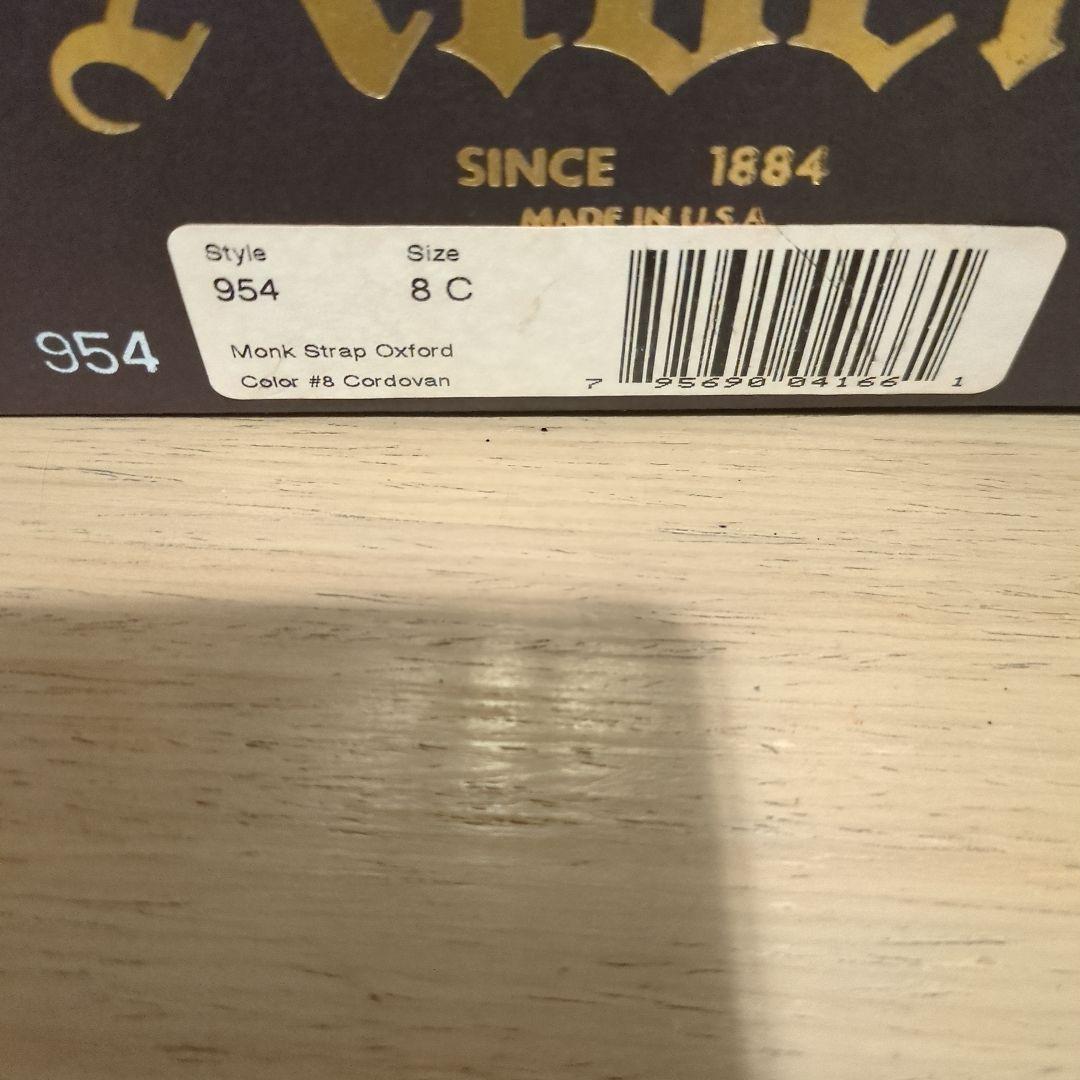 SINCE 1884
MADE IN U.S.A.
Style Size
954 8 C
954
Monk Strap Oxford
Color #8 Cordovan
7 95690 04166 1